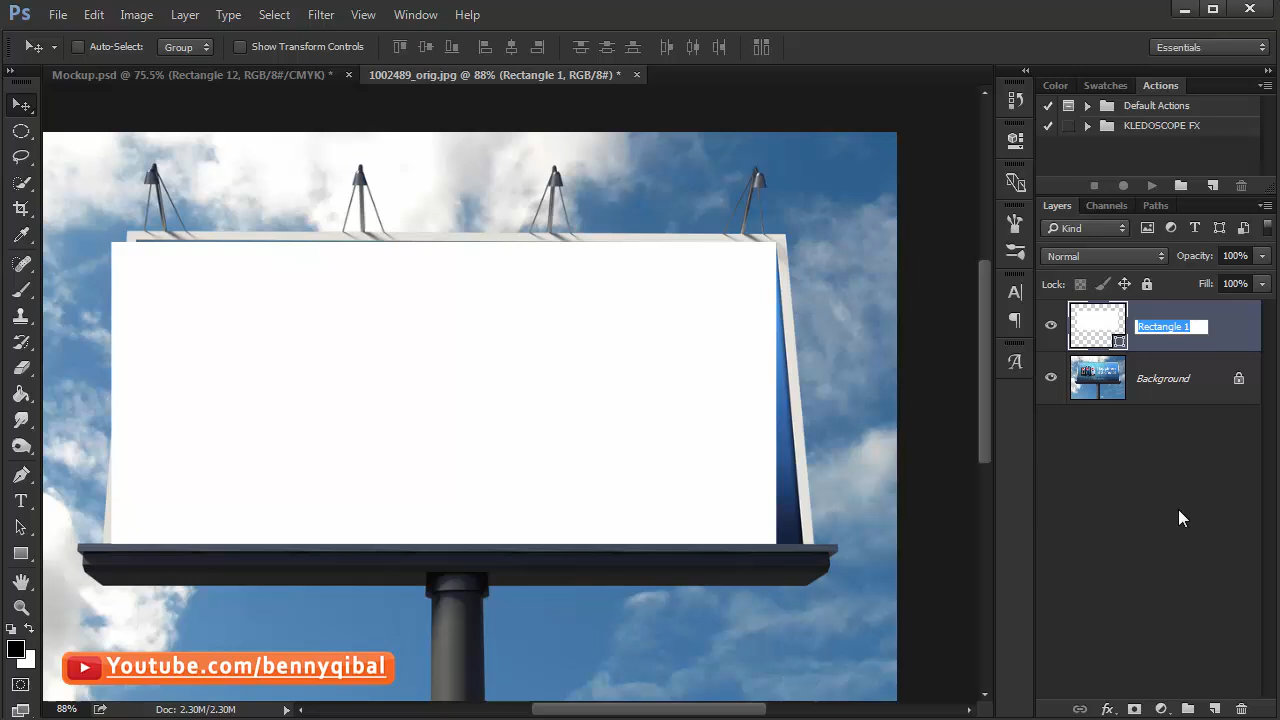 Ps File Edit Image Layer Type Select Filter View Window Help
Auto-Select: Group Show Transform Controls Essentials
Mockup.psd @ 75.5% (Rectangle 12, RGB/8#/CMYK) * × 1002489_orig.jpg @ 88% (Rectangle 1, RGB/8#) * ×
Color Swatches Actions
Default Actions
KLEDOSCOPE FX
Layers Channels Paths
Kind
Normal Opacity: 100%
Lock: Fill: 100%
Rectangle 1
Background
Youtube.com/bennyqibal
88% Doc: 2.30M/2.30M